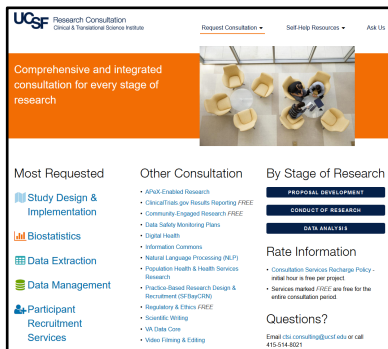 UCSF
Research Consultation
Clinical & Translational Science Institute
Request Consultation
Self-Help Resources
Ask Us
Comprehensive and integrated
consultation for every stage of
research
Most Requested
Study Design &
Implementation
Biostatistics
Data Extraction
Data Management
Participant
Recruitment
Services
Other Consultation
• APeX-Enabled Research
• ClinicalTrials.gov Results Reporting FREE
• Community-Engaged Research FREE
• Data Safety Monitoring Plans
• Digital Health
• Information Commons
• Natural Language Processing (NLP)
• Population Health & Health Services
Research
• Practice-Based Research Design &
Recruitment (SFBayCRN)
• Regulatory & Ethics FREE
• Scientific Writing
• VA Data Core
• Video Filming & Editing
By Stage of Research
PROPOSAL DEVELOPMENT
CONDUCT OF RESEARCH
DATA ANALYSIS
Rate Information
• Consultation Services Recharge Policy -
initial hour is free per project.
• Services marked FREE are free for the
entire consultation period.
Questions?
Email ctsi.consulting@ucsf.edu or call
415-514-8021